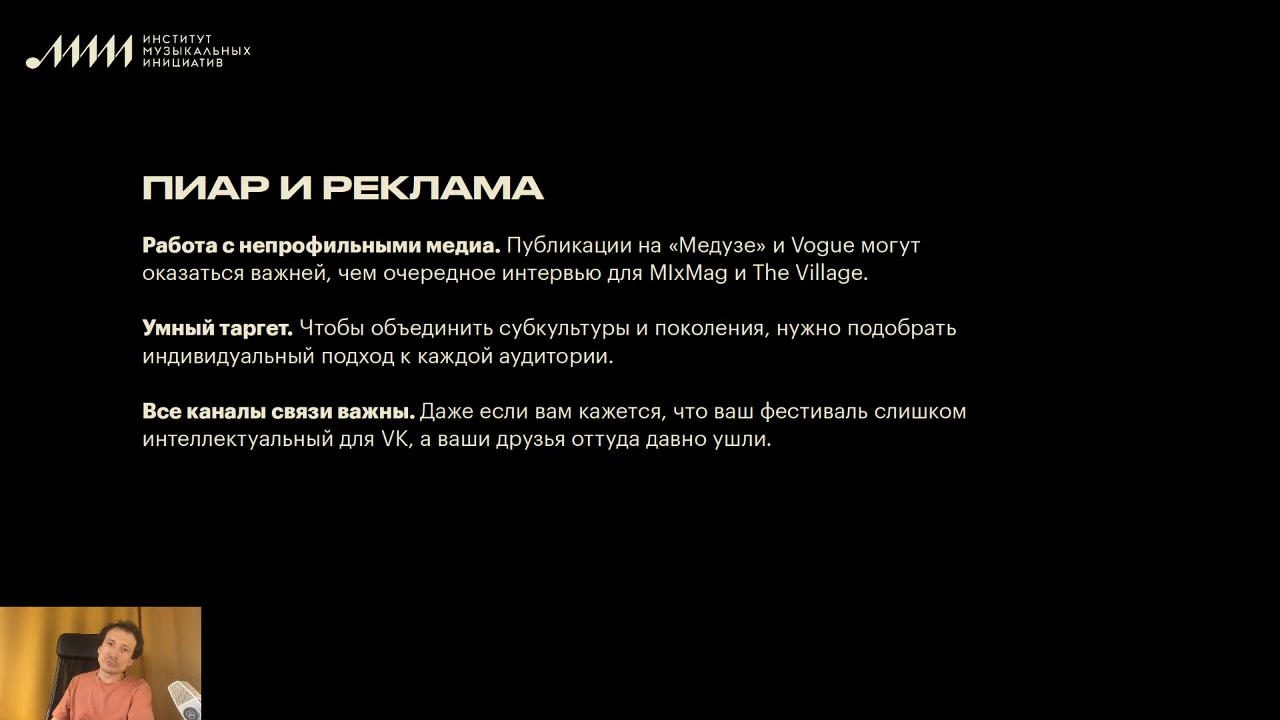 ИНСТИТУТ
МУЗЫКАЛЬНЫХ
ИНИЦИАТИВ
ПИАР И РЕКЛАМА
Работа с непрофильными медиа. Публикации на «Медузе» и Vogue могут
оказаться важней, чем очередное интервью для MIxMag и The Village.
Умный таргет. Чтобы объединить субкультуры и поколения, нужно подобрать
индивидуальный подход к каждой аудитории.
Все каналы связи важны. Даже если вам кажется, что ваш фестиваль слишком
интеллектуальный для VK, а ваши друзья оттуда давно ушли.